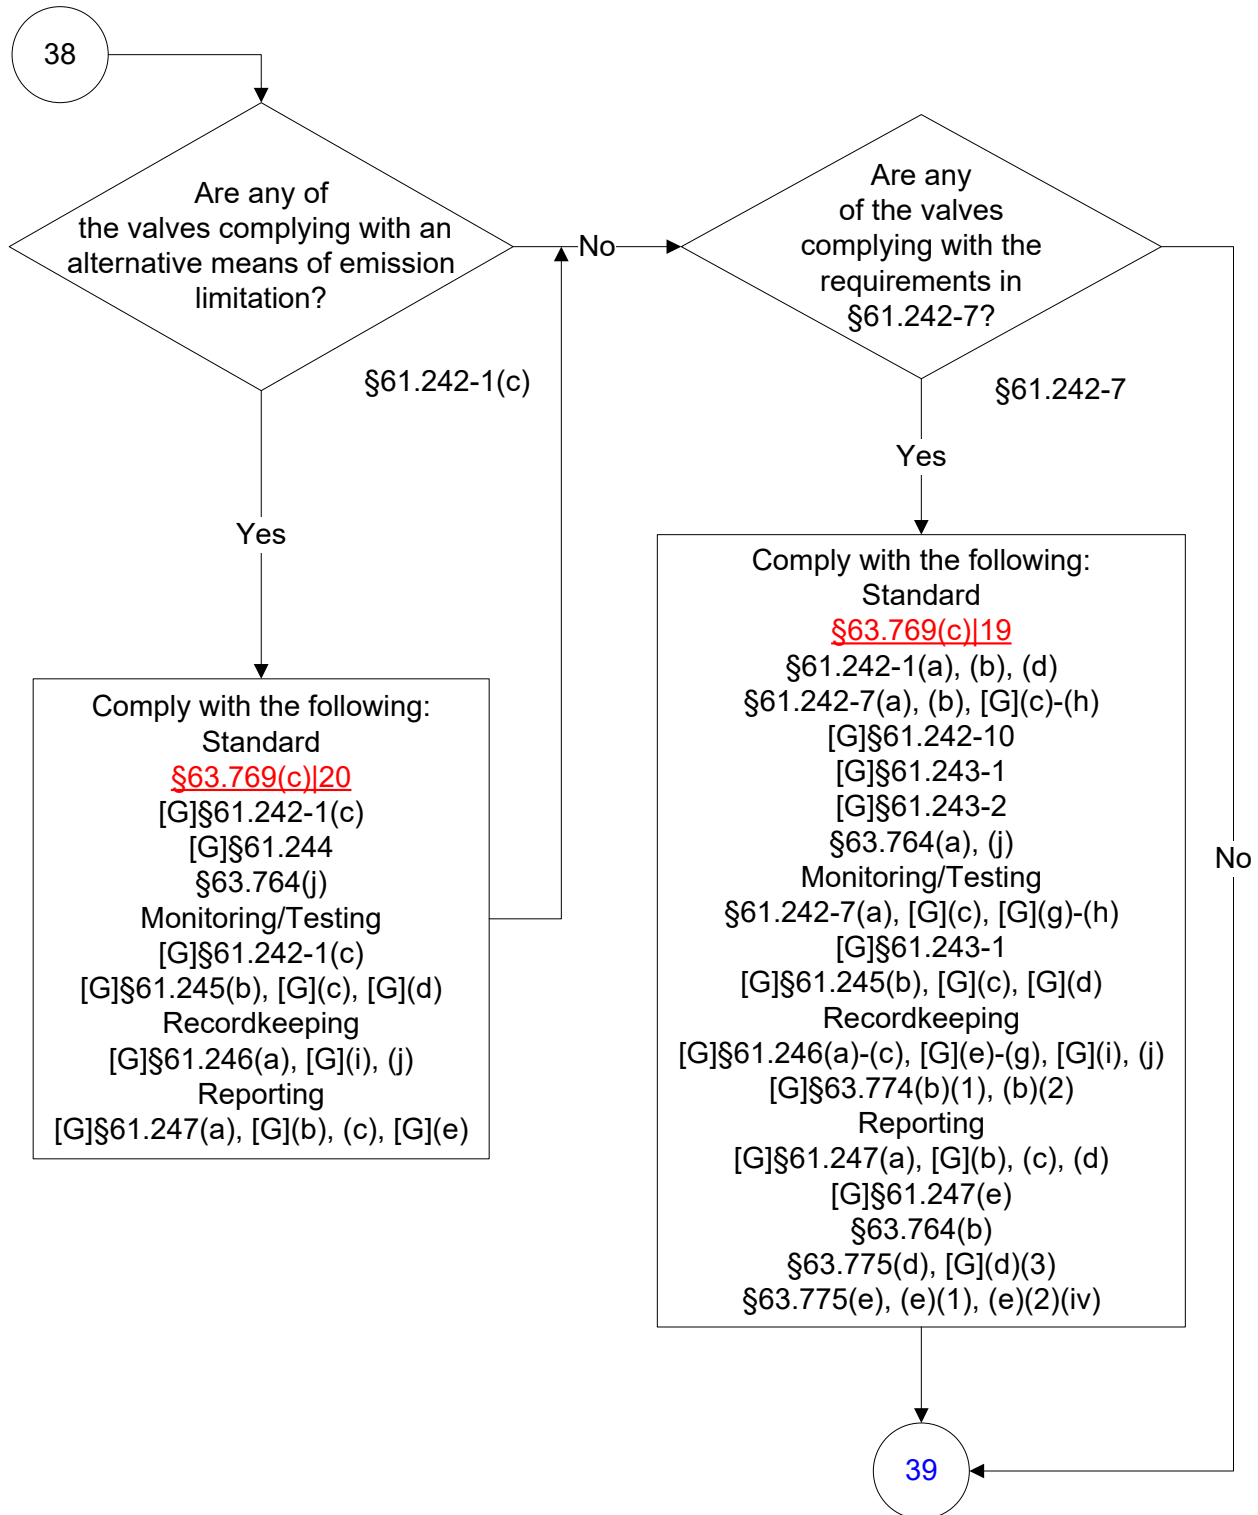 38
Are any of
the valves complying with an
alternative means of emission
limitation?
§61.242-1(c)
No
Yes
Comply with the following:
Standard
§63.769(c)|20
[G]§61.242-1(c)
[G]§61.244
§63.764(j)
Monitoring/Testing
[G]§61.242-1(c)
[G]§61.245(b), [G](c), [G](d)
Recordkeeping
[G]§61.246(a), [G](i), (j)
Reporting
[G]§61.247(a), [G](b), (c), [G](e)
Are any
of the valves
complying with the
requirements in
§61.242-7?
§61.242-7
Yes
No
Comply with the following:
Standard
§63.769(c)|19
§61.242-1(a), (b), (d)
§61.242-7(a), (b), [G](c)-(h)
[G]§61.242-10
[G]§61.243-1
[G]§61.243-2
§63.764(a), (j)
Monitoring/Testing
§61.242-7(a), [G](c), [G](g)-(h)
[G]§61.243-1
[G]§61.245(b), [G](c), [G](d)
Recordkeeping
[G]§61.246(a)-(c), [G](e)-(g), [G](i), (j)
[G]§63.774(b)(1), (b)(2)
Reporting
[G]§61.247(a), [G](b), (c), (d)
[G]§61.247(e)
§63.764(b)
§63.775(d), [G](d)(3)
§63.775(e), (e)(1), (e)(2)(iv)
39